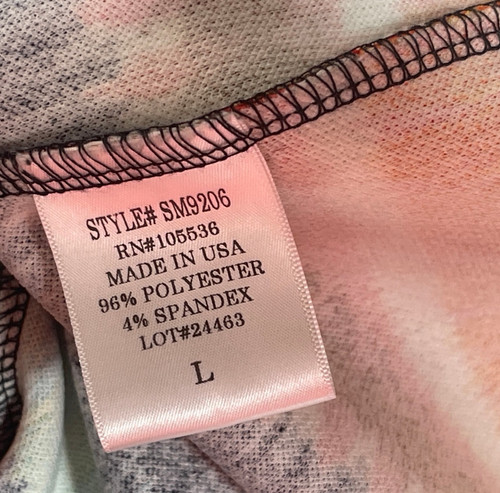 STYLE# SM9206
RN#105536
MADE IN USA
96% POLYESTER
4% SPANDEX
LOT#24463
L